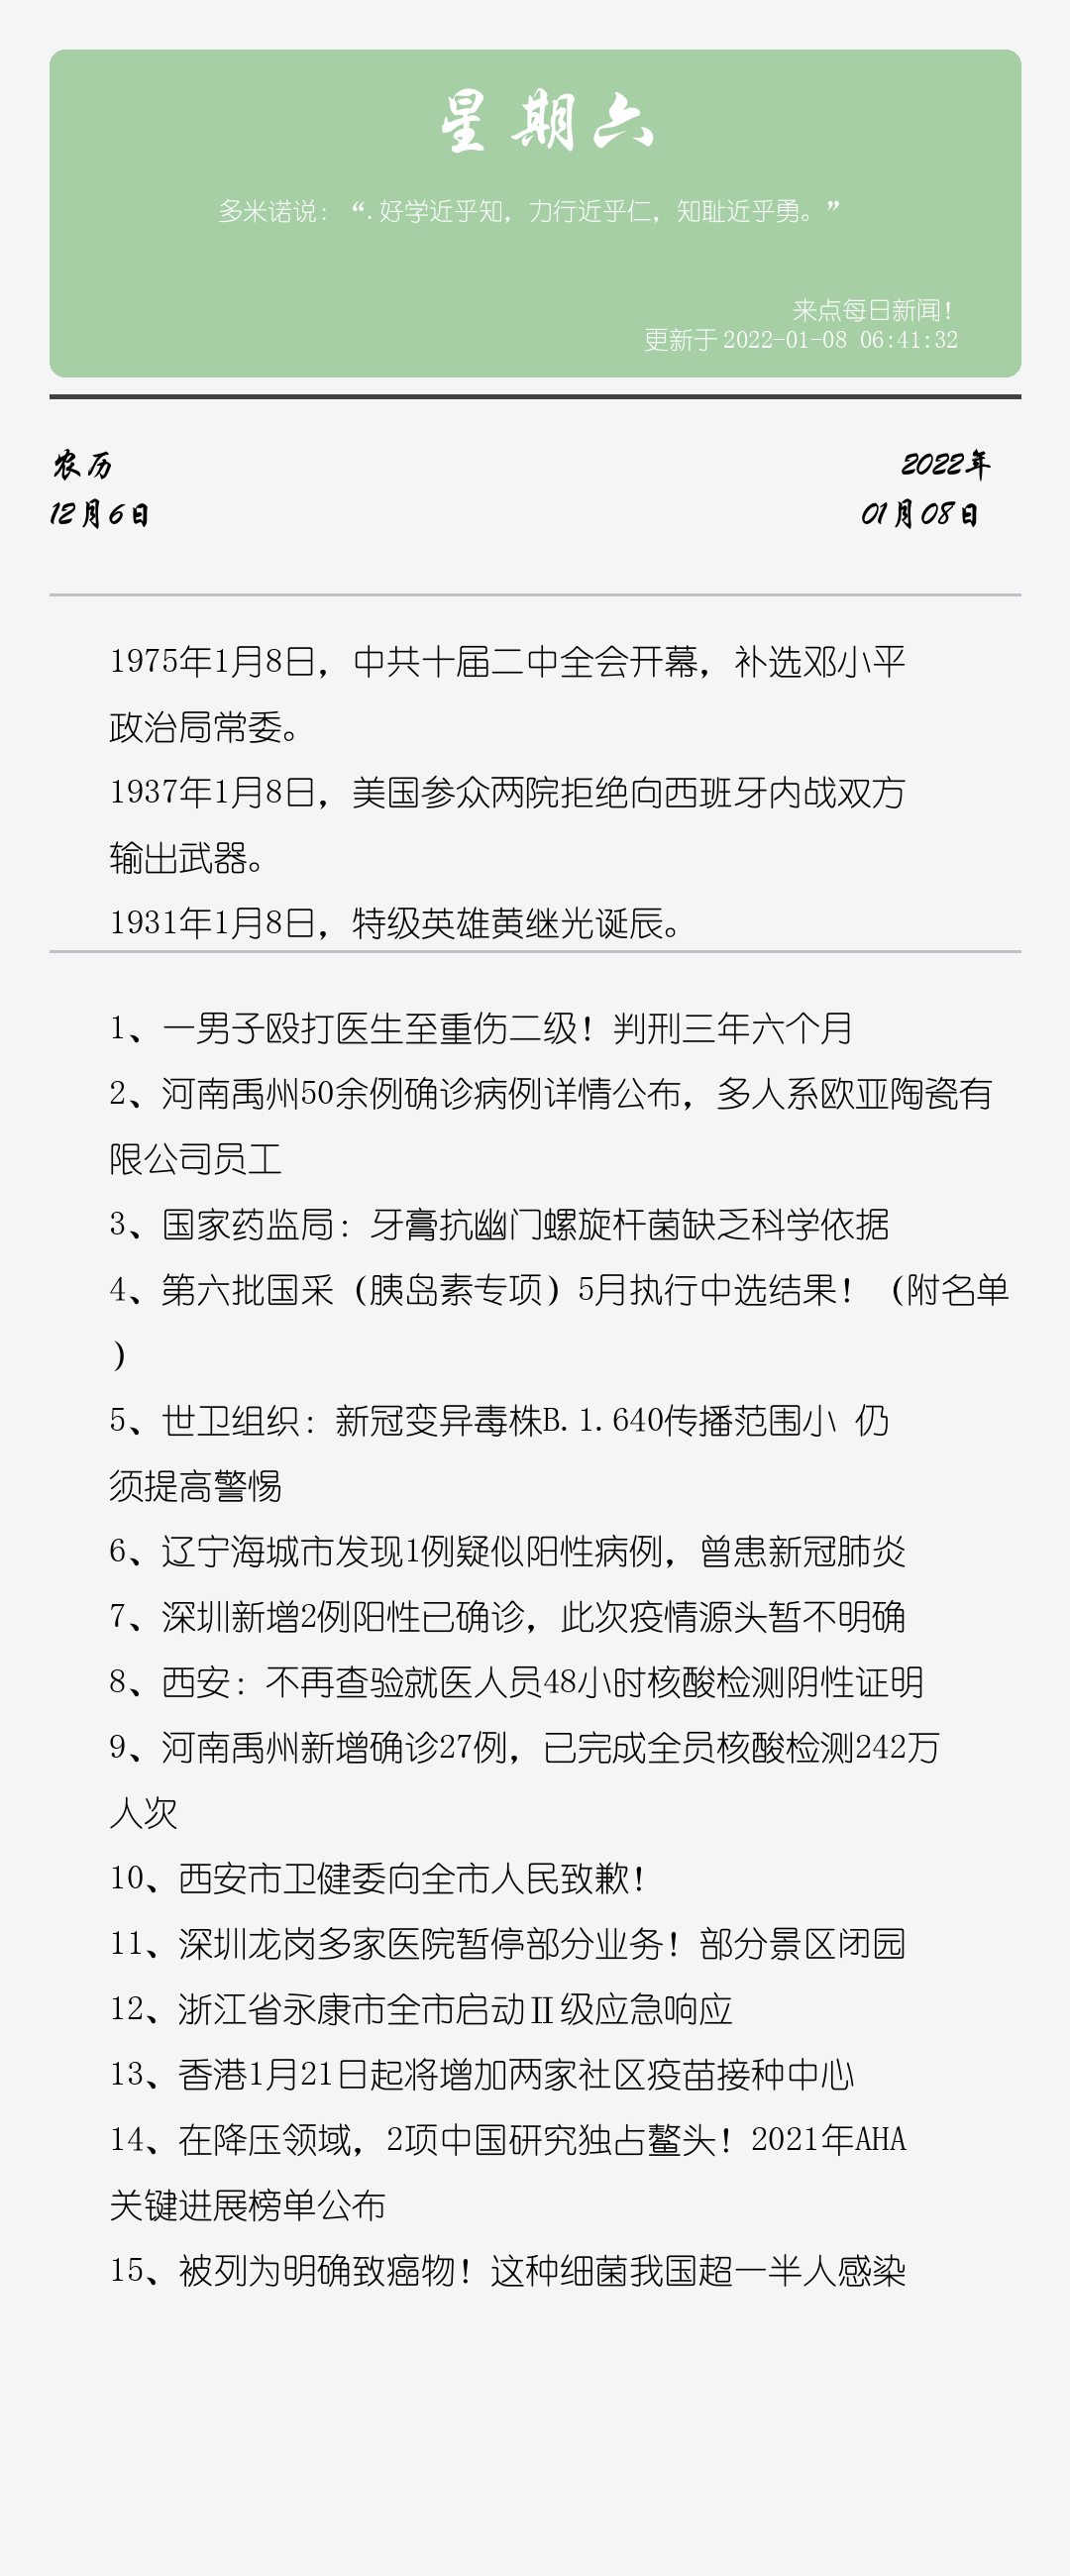 星期六
多米诺说：“.好学近乎知，力行近乎仁，知耻近乎勇。”
来点每日新闻！
更新于 2022-01-08 06:41:32
农历
2022年
12月6日
01月08日
1975年1月8日，中共十届二中全会开幕，补选邓小平
政治局常委。
1937年1月8日，美国参众两院拒绝向西班牙内战双方
输出武器。
1931年1月8日，特级英雄黄继光诞辰。
1、一男子殴打医生至重伤二级！判刑三年六个月
2、河南禹州50余例确诊病例详情公布，多人系欧亚陶瓷有
限公司员工
3、国家药监局：牙膏抗幽门螺旋杆菌缺乏科学依据
4、第六批国采（胰岛素专项）5月执行中选结果！（附名单
）
5、世卫组织：新冠变异毒株B.1.640传播范围小 仍
须提高警惕
6、辽宁海城市发现1例疑似阳性病例，曾患新冠肺炎
7、深圳新增2例阳性已确诊，此次疫情源头暂不明确
8、西安：不再查验就医人员48小时核酸检测阴性证明
9、河南禹州新增确诊27例，已完成全员核酸检测242万
人次
10、西安市卫健委向全市人民致歉！
11、深圳龙岗多家医院暂停部分业务！部分景区闭园
12、浙江省永康市全市启动Ⅱ级应急响应
13、香港1月21日起将增加两家社区疫苗接种中心
14、在降压领域，2项中国研究独占鳌头！2021年AHA
关键进展榜单公布
15、被列为明确致癌物！这种细菌我国超一半人感染